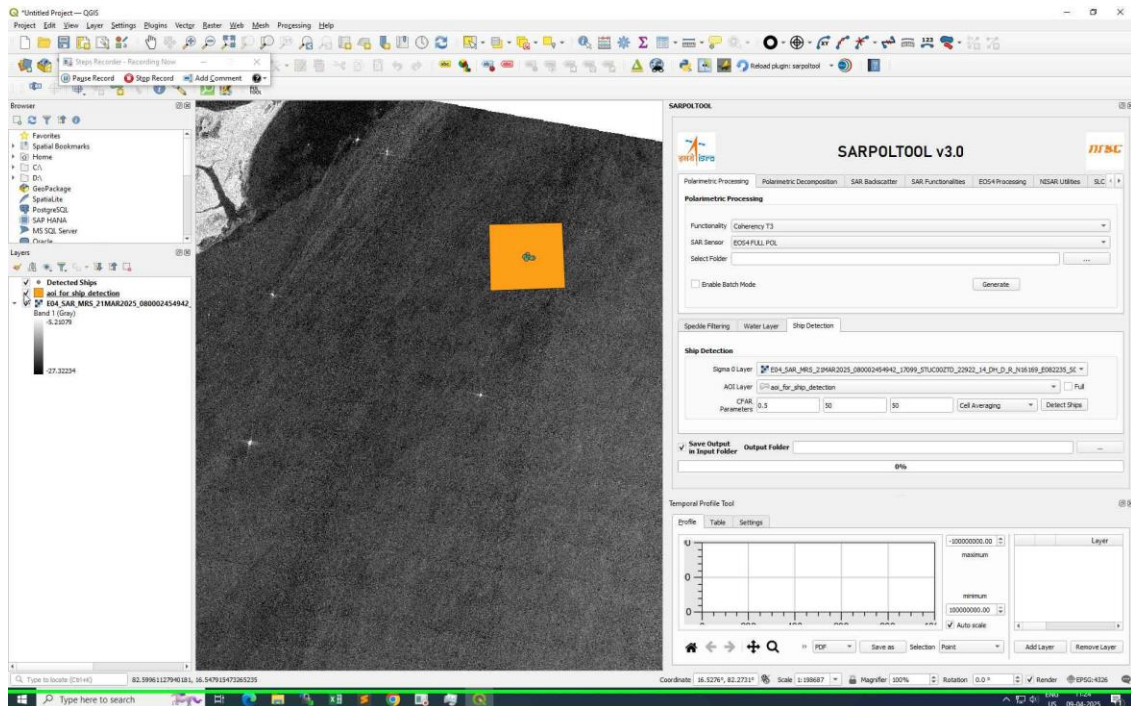 *Untitled Project — QGIS
Project Edit View Layer Settings Plugins Vector Raster Web Mesh Processing Help
Steps Recorder - Recording Now
Reload plugin: sarpoltool
Pause Record Stop Record Add Comment
Browser
Favorites
Spatial Bookmarks
Home
C:\
D:\
GeoPackage
SpatiaLite
PostgreSQL
SAP HANA
MS SQL Server
Oracle
Layers
Detected Ships
aoi_for_ship_detection
E04_SAR_MRS_21MAR2025_080002454942_
Band 1 (Gray)
-5.21079
-27.32234
SARPOLTOOL
इसरो isro
SARPOLTOOL v3.0
nrsc
Polarimetric Processing Polarimetric Decomposition SAR Backscatter SAR Functionalities EOS4 Processing NISAR Utilities SLC
Polarimetric Processing
Functionality Coherency T3
SAR Sensor EOS4 FULL POL
Select Folder ...
Enable Batch Mode Generate
Speckle Filtering Water Layer Ship Detection
Ship Detection
Sigma 0 Layer E04_SAR_MRS_21MAR2025_080002454942_17099_STUC00ZTD_22922_14_DH_D_R_N16169_E082235_
AOI Layer aoi_for_ship_detection Full
CFAR Parameters 0.5 50 50 Cell Averaging Detect Ships
Save Output in Input Folder Output Folder ...
0%
Temporal Profile Tool
Profile Table Settings
-100000000.00
maximum
minimum
100000000.00
Auto scale
Layer
0
0
PDF Save as Selection Point Add Layer Remove Layer
Type to locate (Ctrl+K) 82.39961127940181, 16.547915473265235 Coordinate 16.5276°, 82.2731° Scale 1:198687 Magnifier 100% Rotation 0.0 ° Render EPSG:4326
Type here to search
ENG
US
11:24
09-04-2025